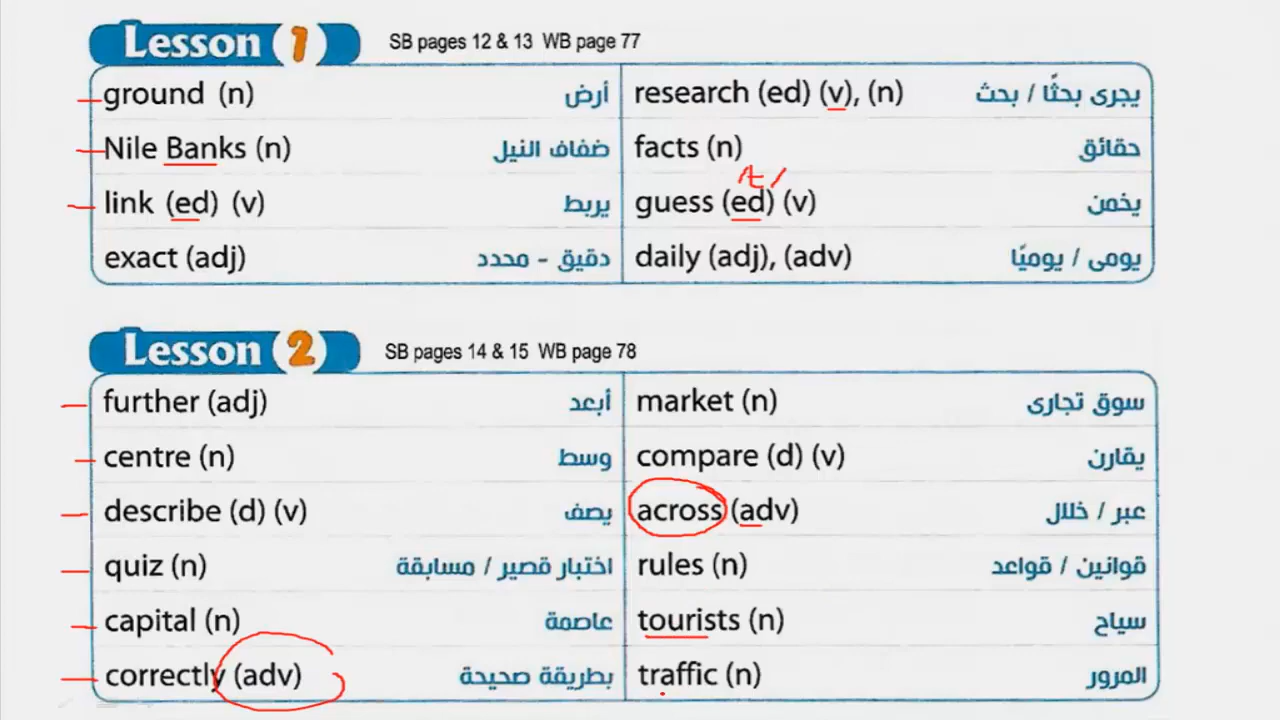 Lesson (1) SB pages 12 & 13 WB page 77
ground (n) أرض
research (ed) (v), (n) يجرى بحثًا / بحث
Nile Banks (n) ضفاف النيل
facts (n) حقائق
/t/
link (ed) (v) يربط
guess (ed) (v) يخمن
exact (adj) دقيق - محدد
daily (adj), (adv) يومى / يوميًا
Lesson (2) SB pages 14 & 15 WB page 78
further (adj) أبعد
market (n) سوق تجارى
centre (n) وسط
compare (d) (v) يقارن
describe (d) (v) يصف
across (adv) عبر / خلال
quiz (n) اختبار قصير / مسابقة
rules (n) قوانين / قواعد
capital (n) عاصمة
tourists (n) سياح
correctly (adv) بطريقة صحيحة
traffic (n) المرور